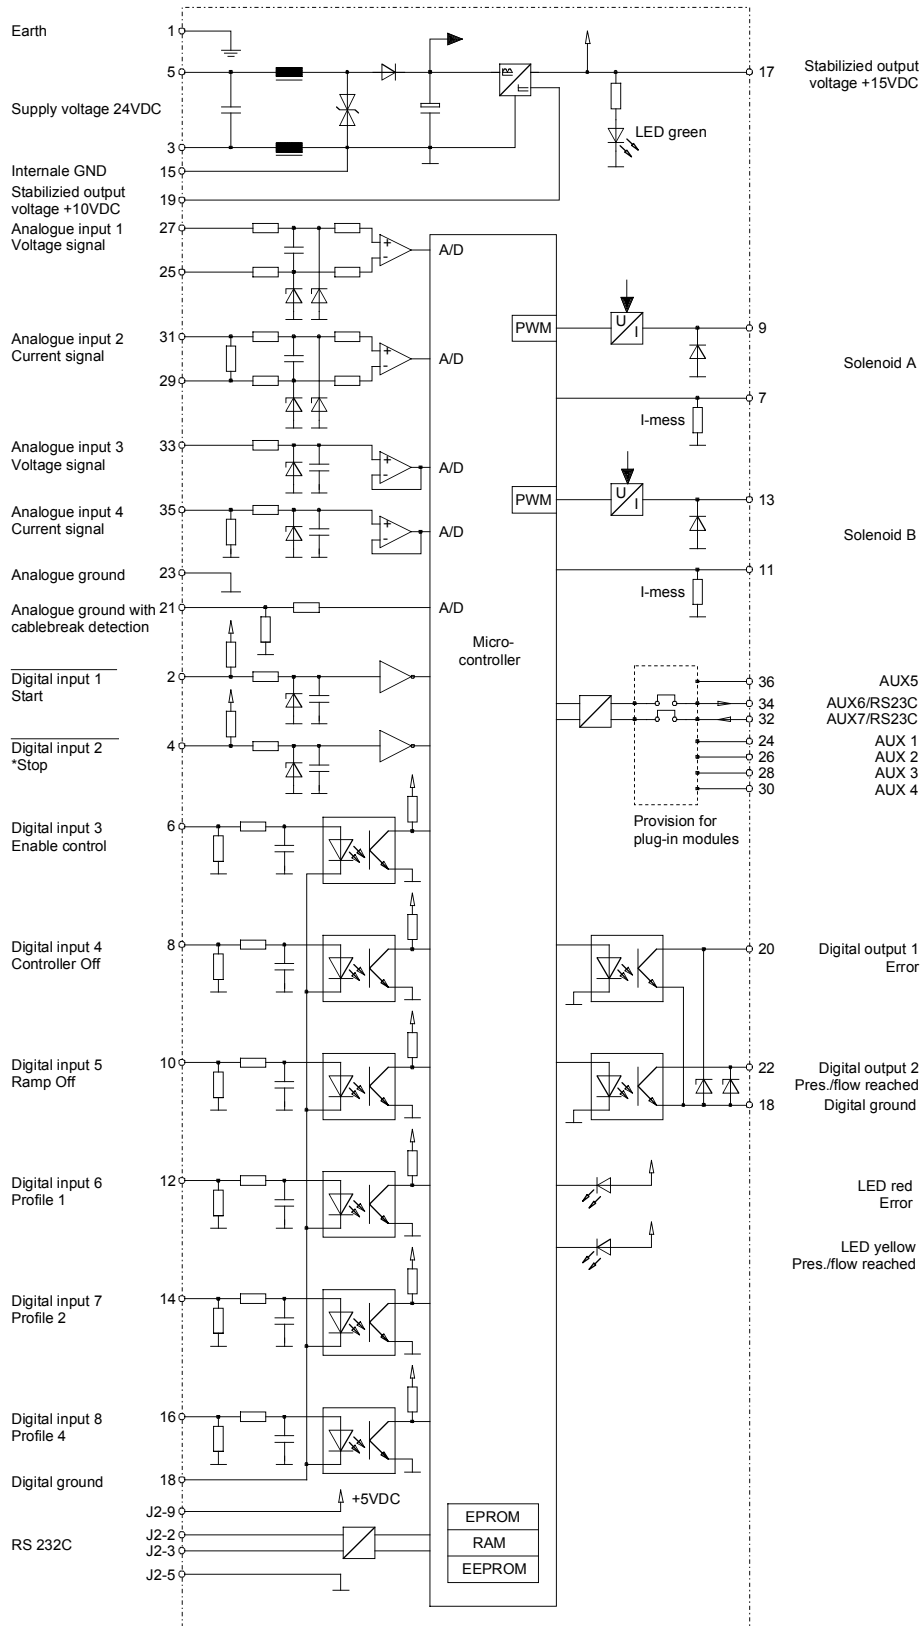 Earth 1
5
Supply voltage 24VDC
3
Internale GND 15
Stabilizied output
voltage +10VDC 19
Analogue input 1 27
Voltage signal
25
Analogue input 2 31
Current signal
29
Analogue input 3 33
Voltage signal
Analogue input 4 35
Current signal
Analogue ground 23
Analogue ground with 21
cablebreak detection
Digital input 1 2
Start
Digital input 2 4
*Stop
Digital input 3 6
Enable control
Digital input 4 8
Controller Off
Digital input 5 10
Ramp Off
Digital input 6 12
Profile 1
Digital input 7 14
Profile 2
Digital input 8 16
Profile 4
Digital ground 18
J2-9
+5VDC
RS 232C
J2-2
J2-3
J2-5
A/D
A/D
A/D
A/D
A/D
Micro-
controller
EPROM
RAM
EEPROM
LED green
17 Stabilized output
voltage +15VDC
PWM
U
I
9
Solenoid A
7
I-mess
PWM
U
I
13
Solenoid B
11
I-mess
36 AUX5
34 AUX6/RS23C
32 AUX7/RS23C
24 AUX 1
26 AUX 2
28 AUX 3
30 AUX 4
Provision for
plug-in modules
20 Digital output 1
Error
22 Digital output 2
Pres./flow reached
18 Digital ground
LED red
Error
LED yellow
Pres./flow reached